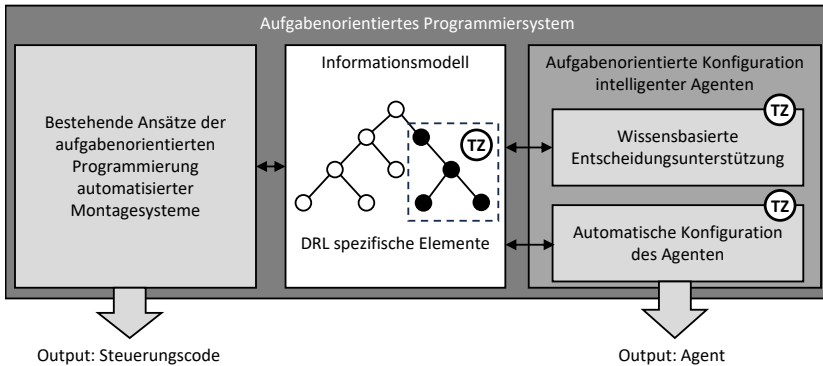 Aufgabenorientiertes Programmiersystem
Bestehende Ansätze der
aufgabenorientierten
Programmierung
automatisierter
Montagesysteme
Informationsmodell
TZ
DRL spezifische Elemente
Aufgabenorientierte Konfiguration
intelligenter Agenten
TZ
Wissensbasierte
Entscheidungsunterstützung
TZ
Automatische Konfiguration
des Agenten
Output: Steuerungscode
Output: Agent